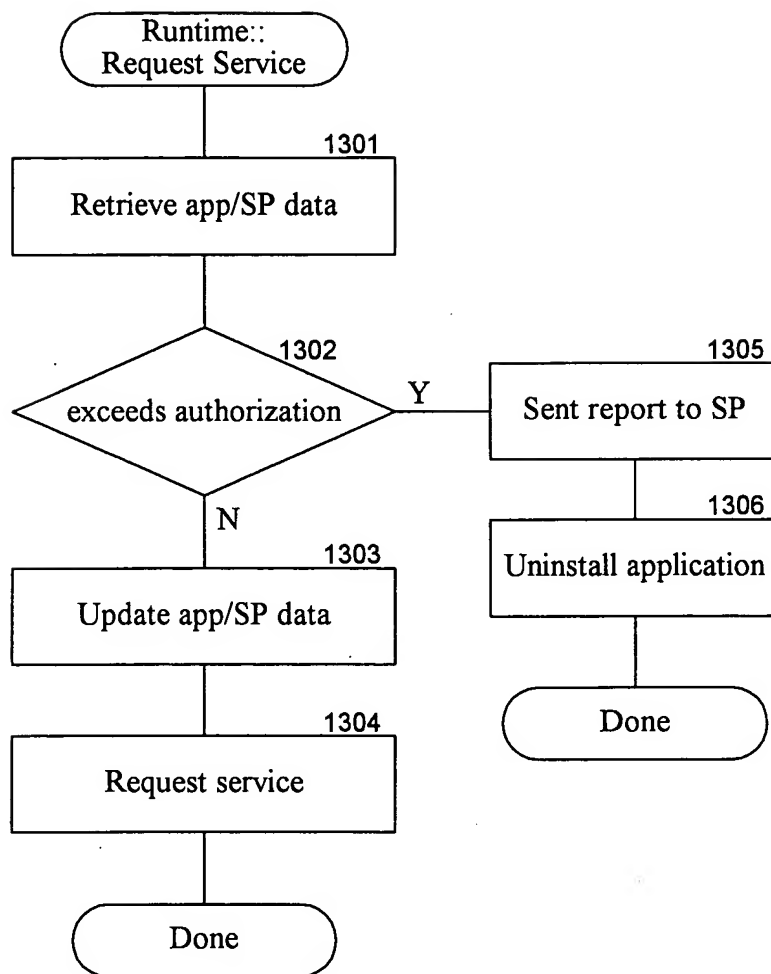 Runtime::
Request Service
1301
Retrieve app/SP data
1302
exceeds authorization
Y
N
1305
Sent report to SP
1306
Uninstall application
Done
1303
Update app/SP data
1304
Request service
Done